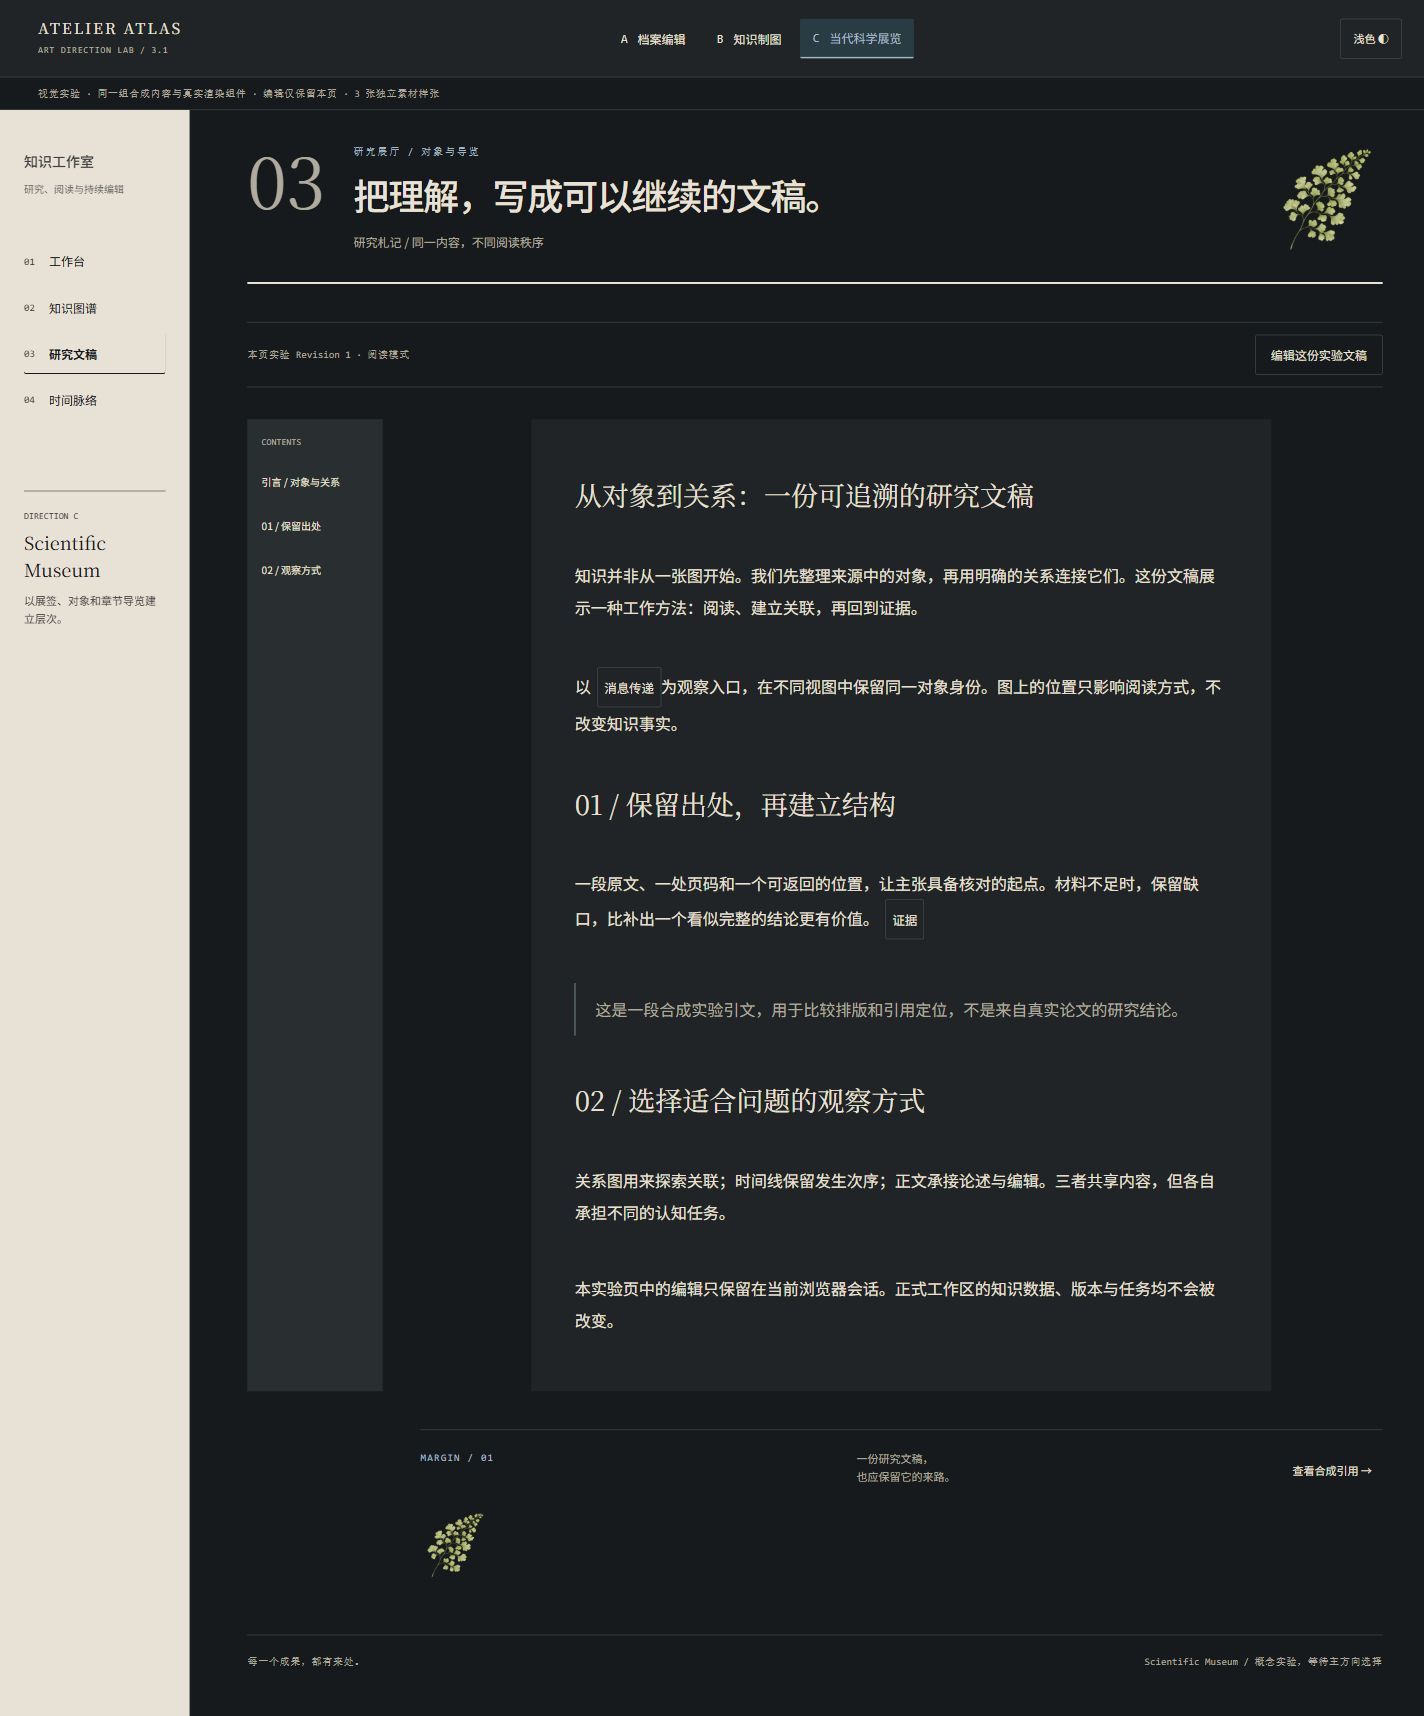 ATELIER ATLAS
ART DIRECTION LAB / 3.1
A 档案编辑
B 知识制图
C 当代科学展览
浅色
视觉实验 · 同一组合成内容与真实渲染组件 · 编辑仅保留本页 · 3 张独立素材样张
知识工作室
研究、阅读与持续编辑
01 工作台
02 知识图谱
03 研究文稿
04 时间脉络
DIRECTION C
Scientific
Museum
以展签、对象和章节导览建
立层次。
03
研究展厅 / 对象与导览
把理解，写成可以继续的文稿。
研究札记 / 同一内容，不同阅读秩序
本页实验 Revision 1 · 阅读模式
编辑这份实验文稿
CONTENTS
引言 / 对象与关系
01 / 保留出处
02 / 观察方式
从对象到关系：一份可追溯的研究文稿
知识并非从一张图开始。我们先整理来源中的对象，再用明确的关系连接它们。这份文稿展
示一种工作方法：阅读、建立关联，再回到证据。
以 消息传递 为观察入口，在不同视图中保留同一对象身份。图上的位置只影响阅读方式，不
改变知识事实。
01 / 保留出处，再建立结构
一段原文、一处页码和一个可返回的位置，让主张具备核对的起点。材料不足时，保留缺
口，比补出一个看似完整的结论更有价值。 证据
这是一段合成实验引文，用于比较排版和引用定位，不是来自真实论文的研究结论。
02 / 选择适合问题的观察方式
关系图用来探索关联；时间线保留发生次序；正文承接论述与编辑。三者共享内容，但各自
承担不同的认知任务。
本实验页中的编辑只保留在当前浏览器会话。正式工作区的知识数据、版本与任务均不会被
改变。
MARGIN / 01
一份研究文稿，
也应保留它的来路。
查看合成引用 →
每一个成果，都有来处。
Scientific Museum / 概念实验，等待主方向选择